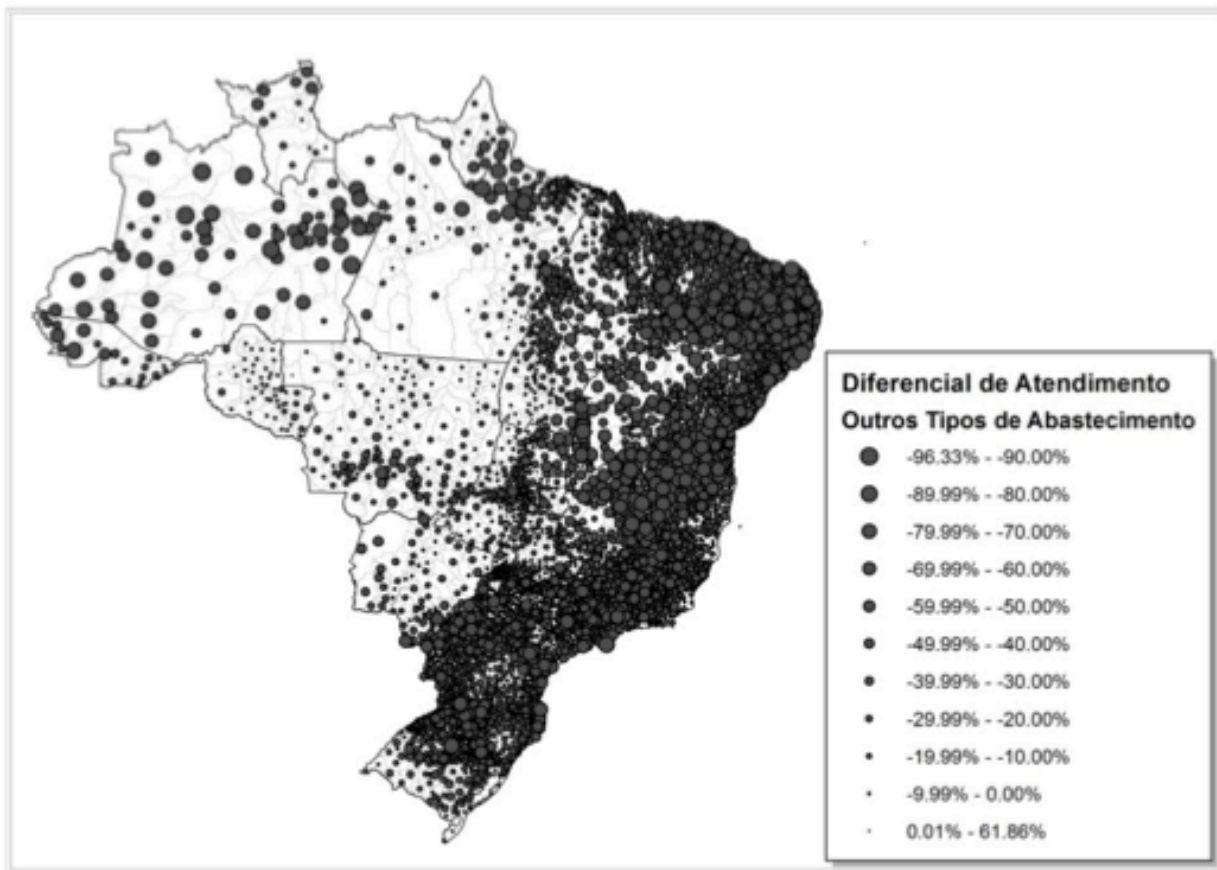 Diferencial de Atendimento
Outros Tipos de Abastecimento
-96.33% - -90.00%
-89.99% - -80.00%
-79.99% - -70.00%
-69.99% - -60.00%
-59.99% - -50.00%
-49.99% - -40.00%
-39.99% - -30.00%
-29.99% - -20.00%
-19.99% - -10.00%
-9.99% - 0.00%
0.01% - 61.86%